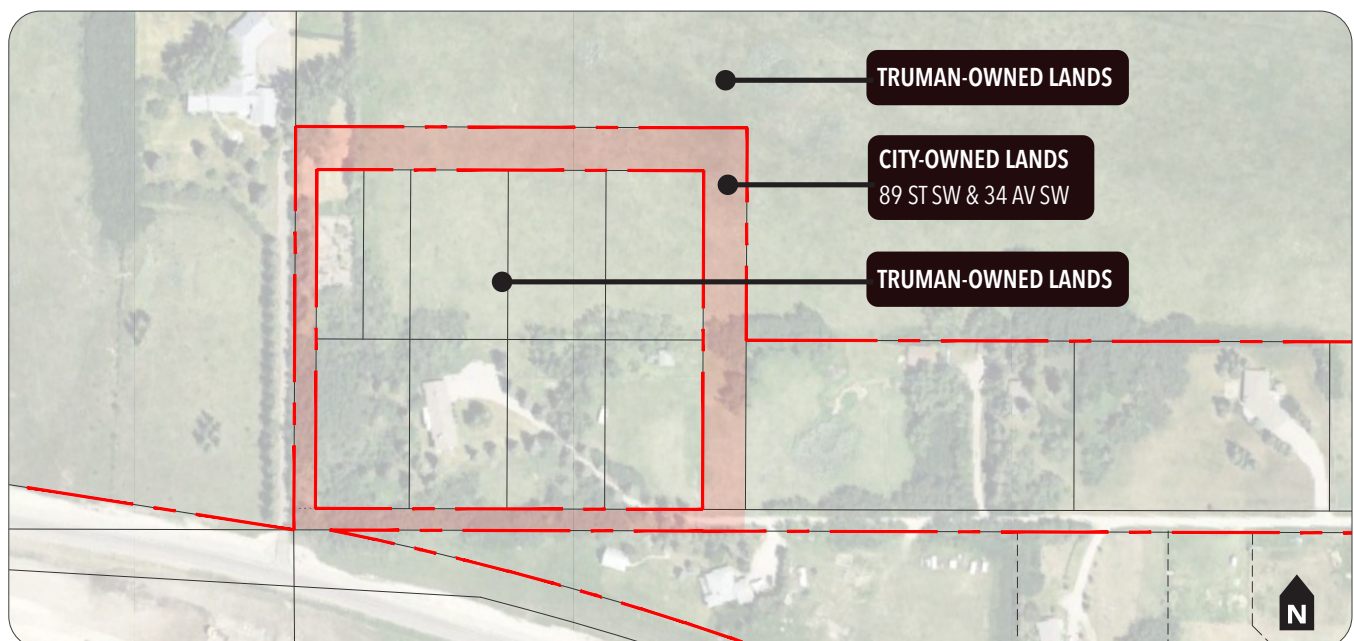 TRUMAN-OWNED LANDS
CITY-OWNED LANDS
89 ST SW & 34 AV SW
TRUMAN-OWNED LANDS
N